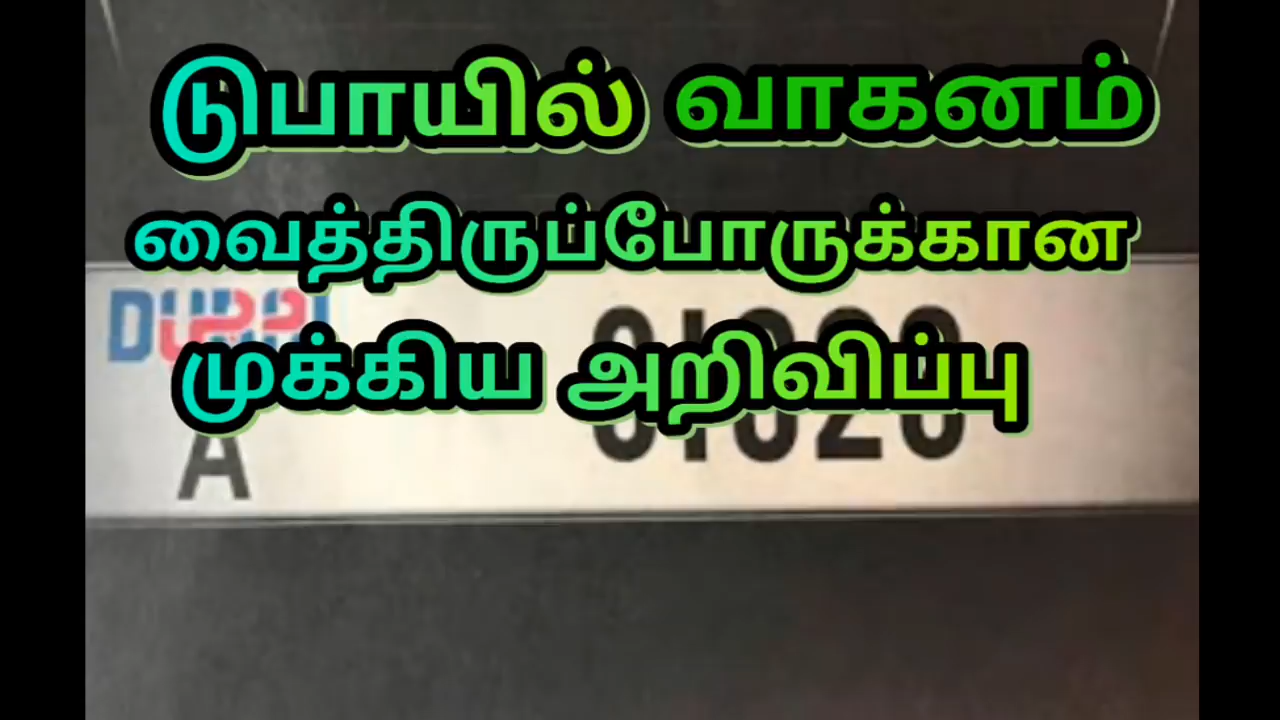 டுபாயில் வாகனம்
வைத்திருப்போருக்கான
முக்கிய அறிவிப்பு
A